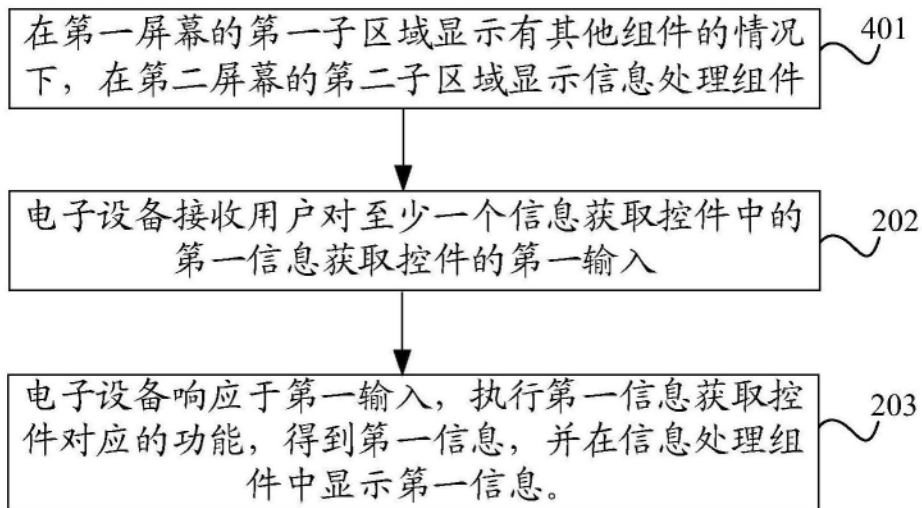 在第一屏幕的第一子区域显示有其他组件的情况
下，在第二屏幕的第二子区域显示信息处理组件
401
电子设备接收用户对至少一个信息获取控件中的
第一信息获取控件的第一输入
202
电子设备响应于第一输入，执行第一信息获取控
件对应的功能，得到第一信息，并在信息处理组
件中显示第一信息。
203